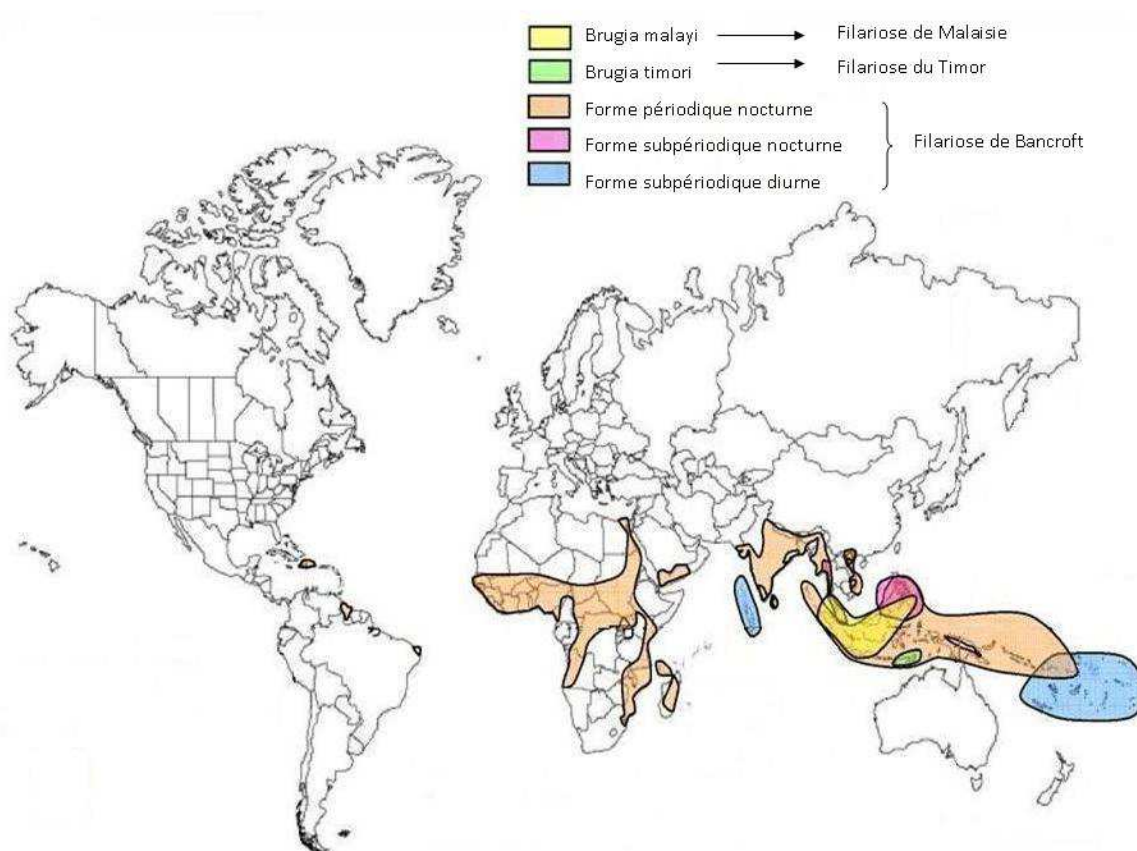 Brugia malayi Filariose de Malaisie
Brugia timori Filariose du Timor
Forme périodique nocturne
Forme subpériodique nocturne Filariose de Bancroft
Forme subpériodique diurne